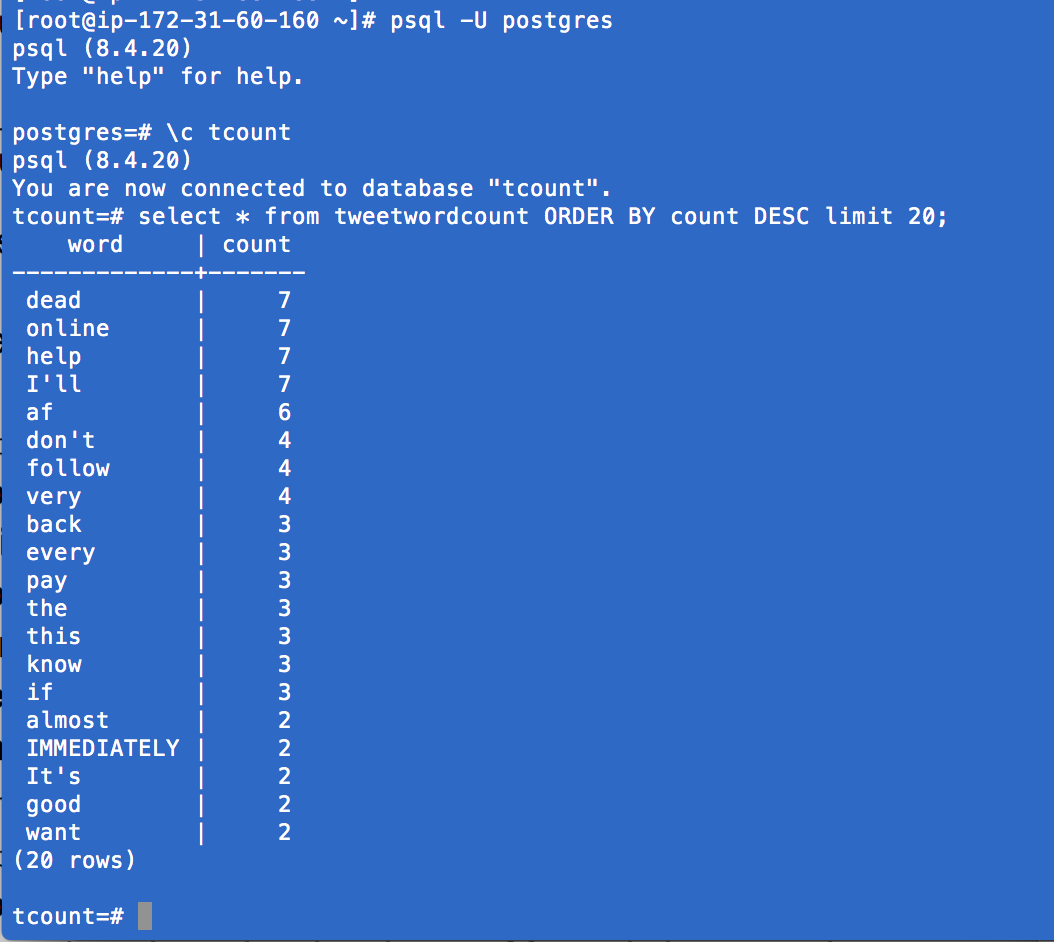 [root@ip-172-31-60-160 ~]# psql -U postgres
psql (8.4.20)
Type "help" for help.
postgres=# \c tcount
psql (8.4.20)
You are now connected to database "tcount".
tcount=# select * from tweetwordcount ORDER BY count DESC limit 20;
    word     | count
-------------+-------
 dead        |     7
 online      |     7
 help        |     7
 I'll        |     7
 af          |     6
 don't       |     4
 follow      |     4
 very        |     4
 back        |     3
 every       |     3
 pay         |     3
 the         |     3
 this        |     3
 know        |     3
 if          |     3
 almost      |     2
 IMMEDIATELY |     2
 It's        |     2
 good        |     2
 want        |     2
(20 rows)
tcount=#